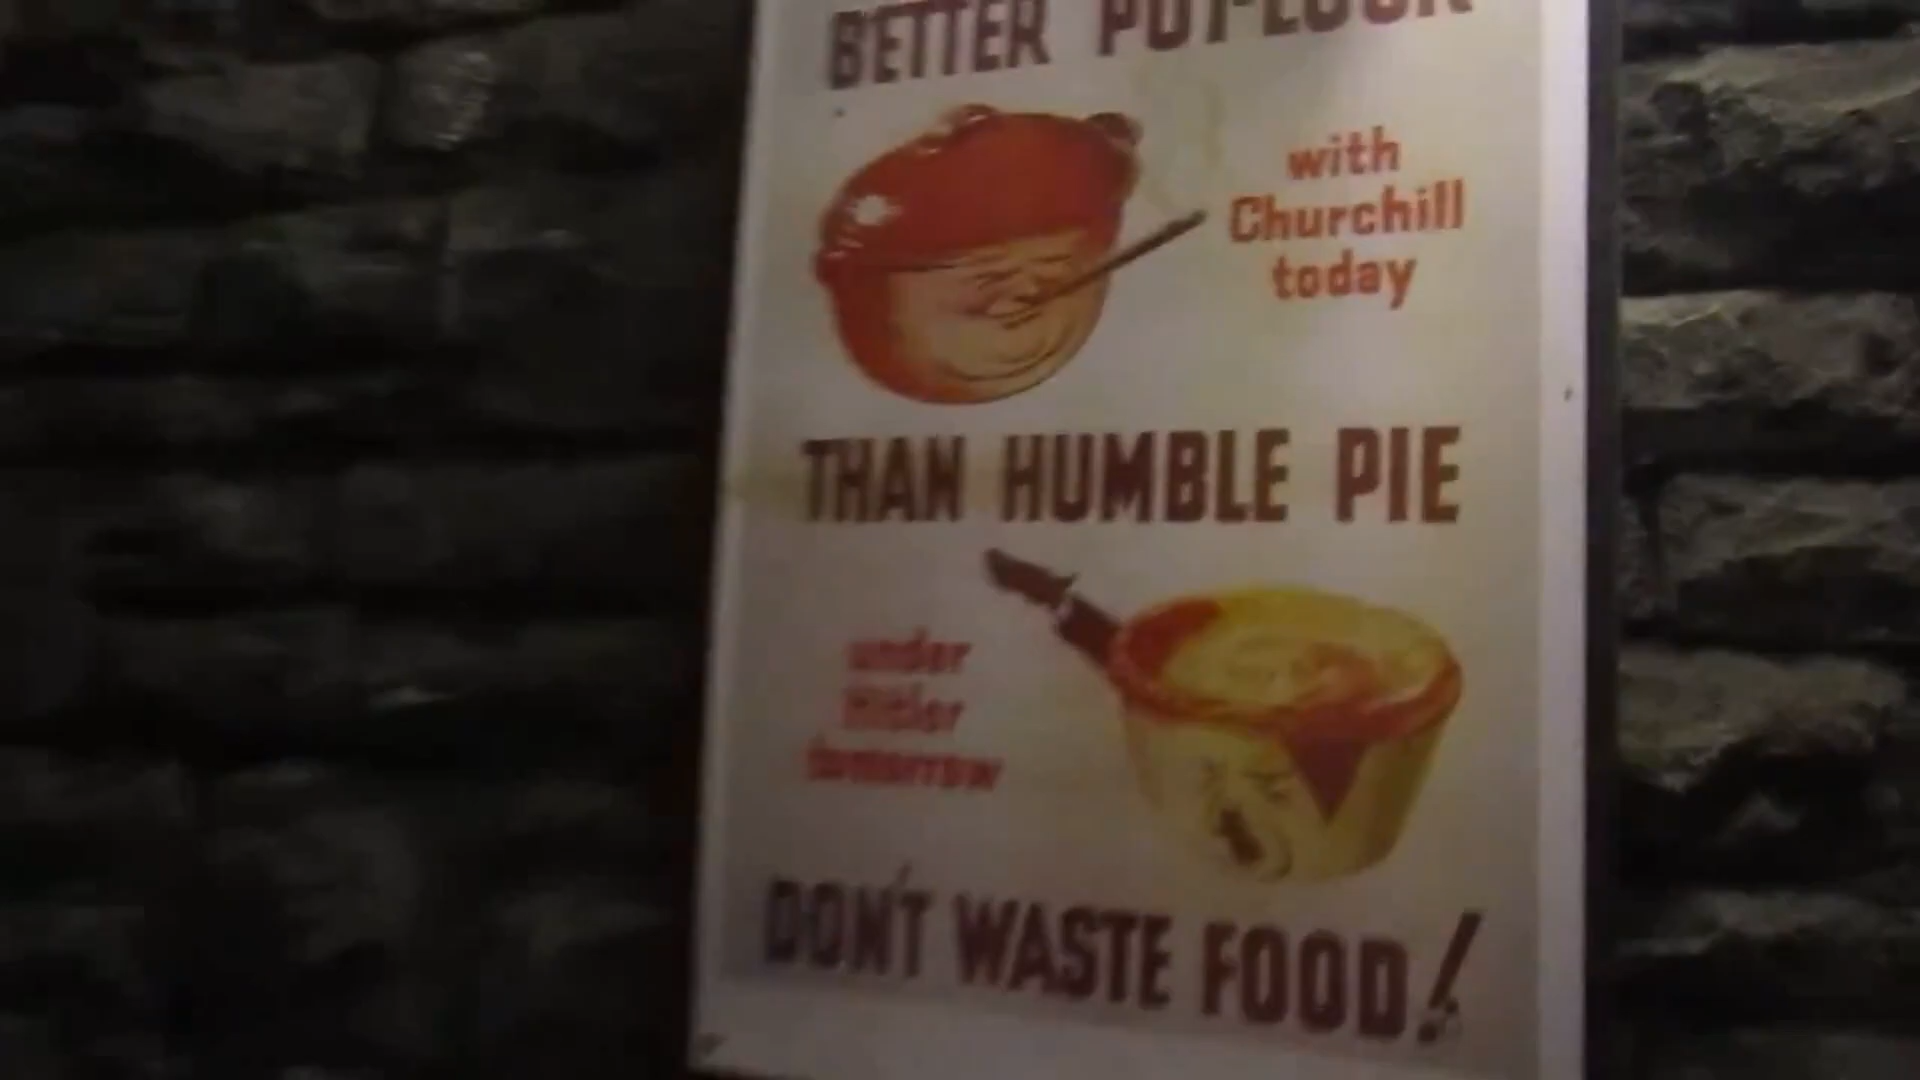 BETTER POT-LUCK
with
Churchill
today
THAN HUMBLE PIE
under
Hitler
tomorrow
DON'T WASTE FOOD!